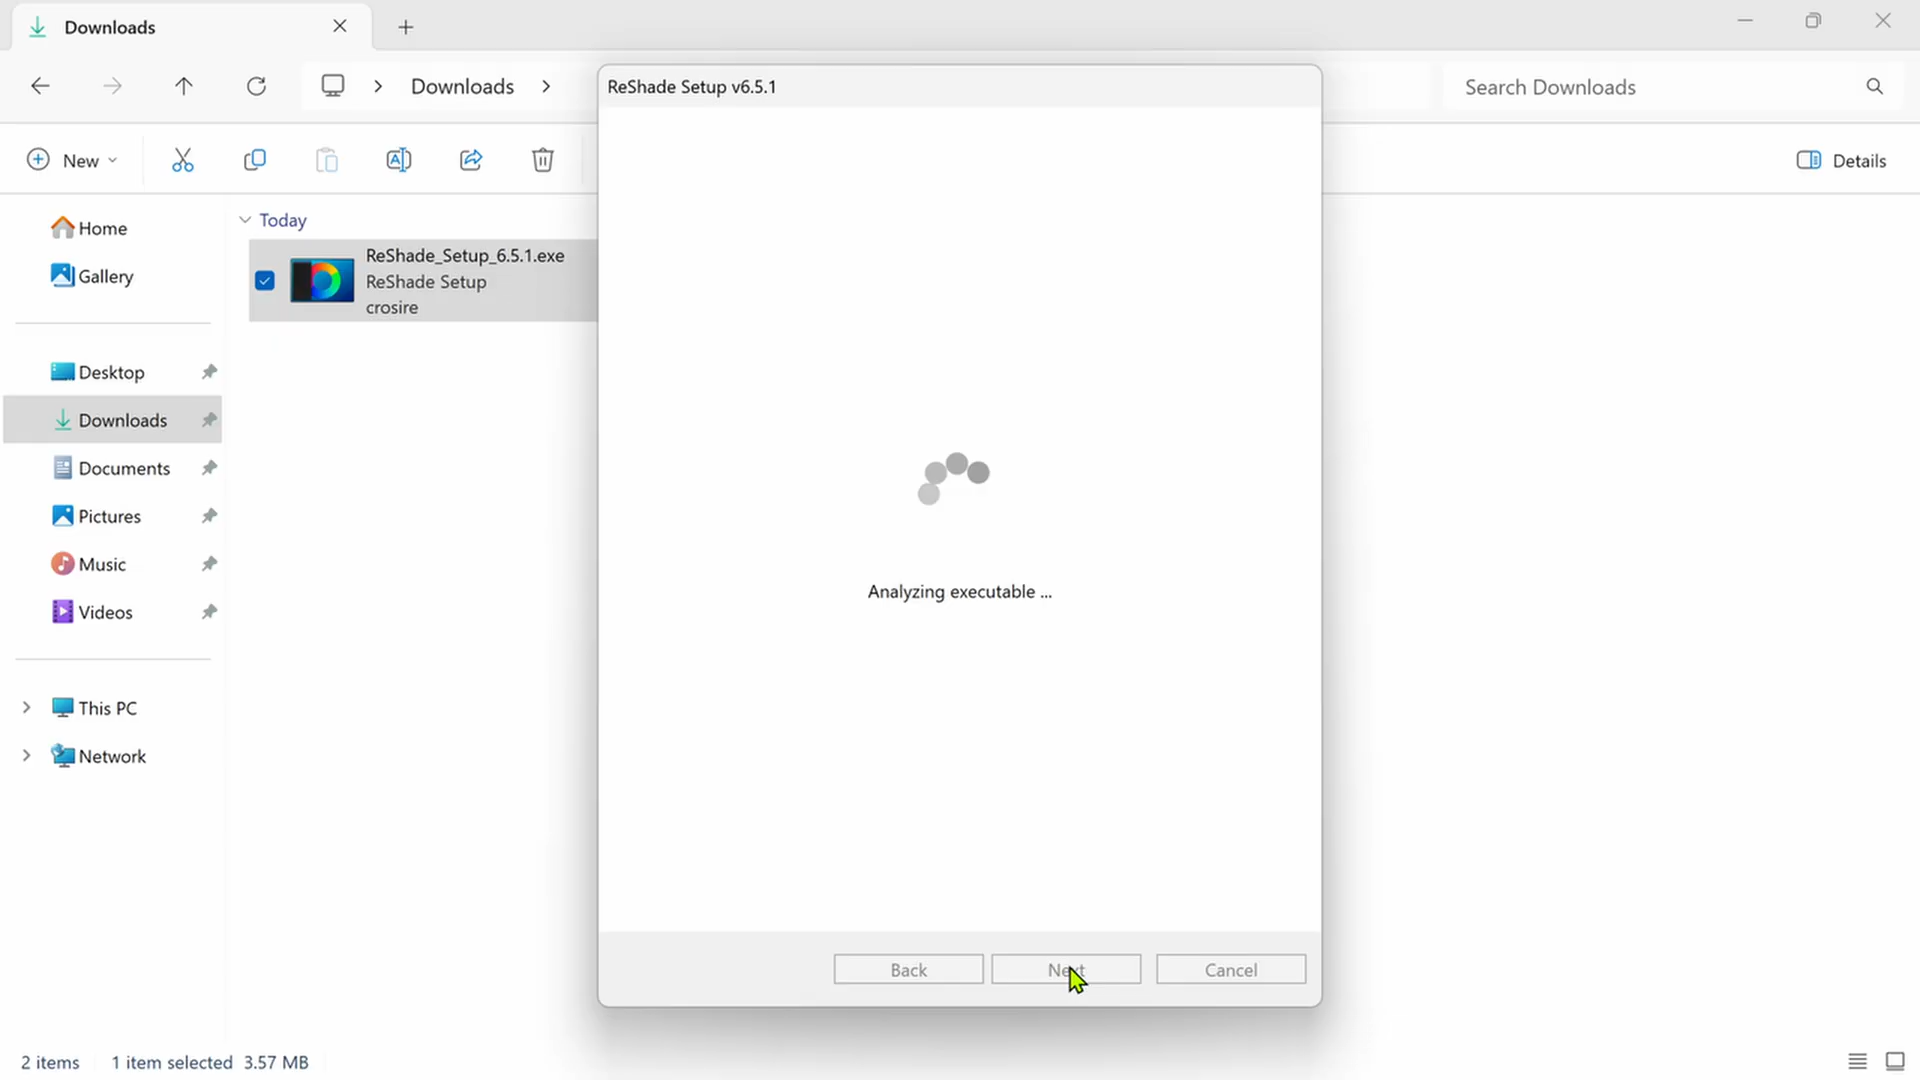 Downloads
Downloads
Search Downloads
ReShade Setup v6.5.1
New
Details
Home
Gallery
Desktop
Downloads
Documents
Pictures
Music
Videos
This PC
Network
Today
ReShade_Setup_6.5.1.exe
ReShade Setup
crosire
Analyzing executable ...
Back
Next
Cancel
2 items
1 item selected 3.57 MB